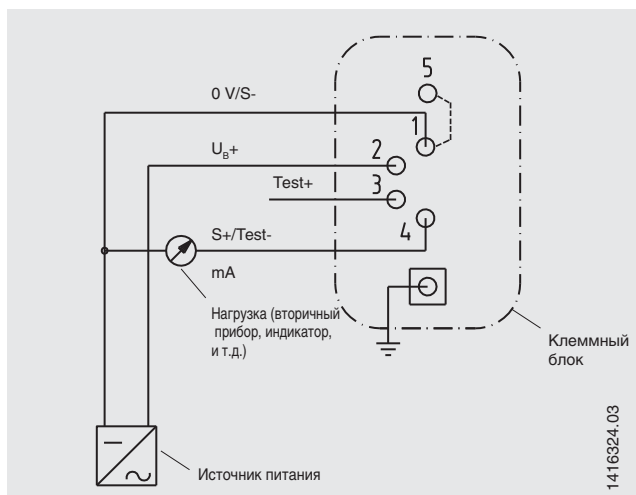 5
0 V/S-
1
U_B+
2
Test+
3
S+/Test-
4
mA
Нагрузка (вторичный
прибор, индикатор,
и т.д.)
Клеммный
блок
Источник питания
1416324.03